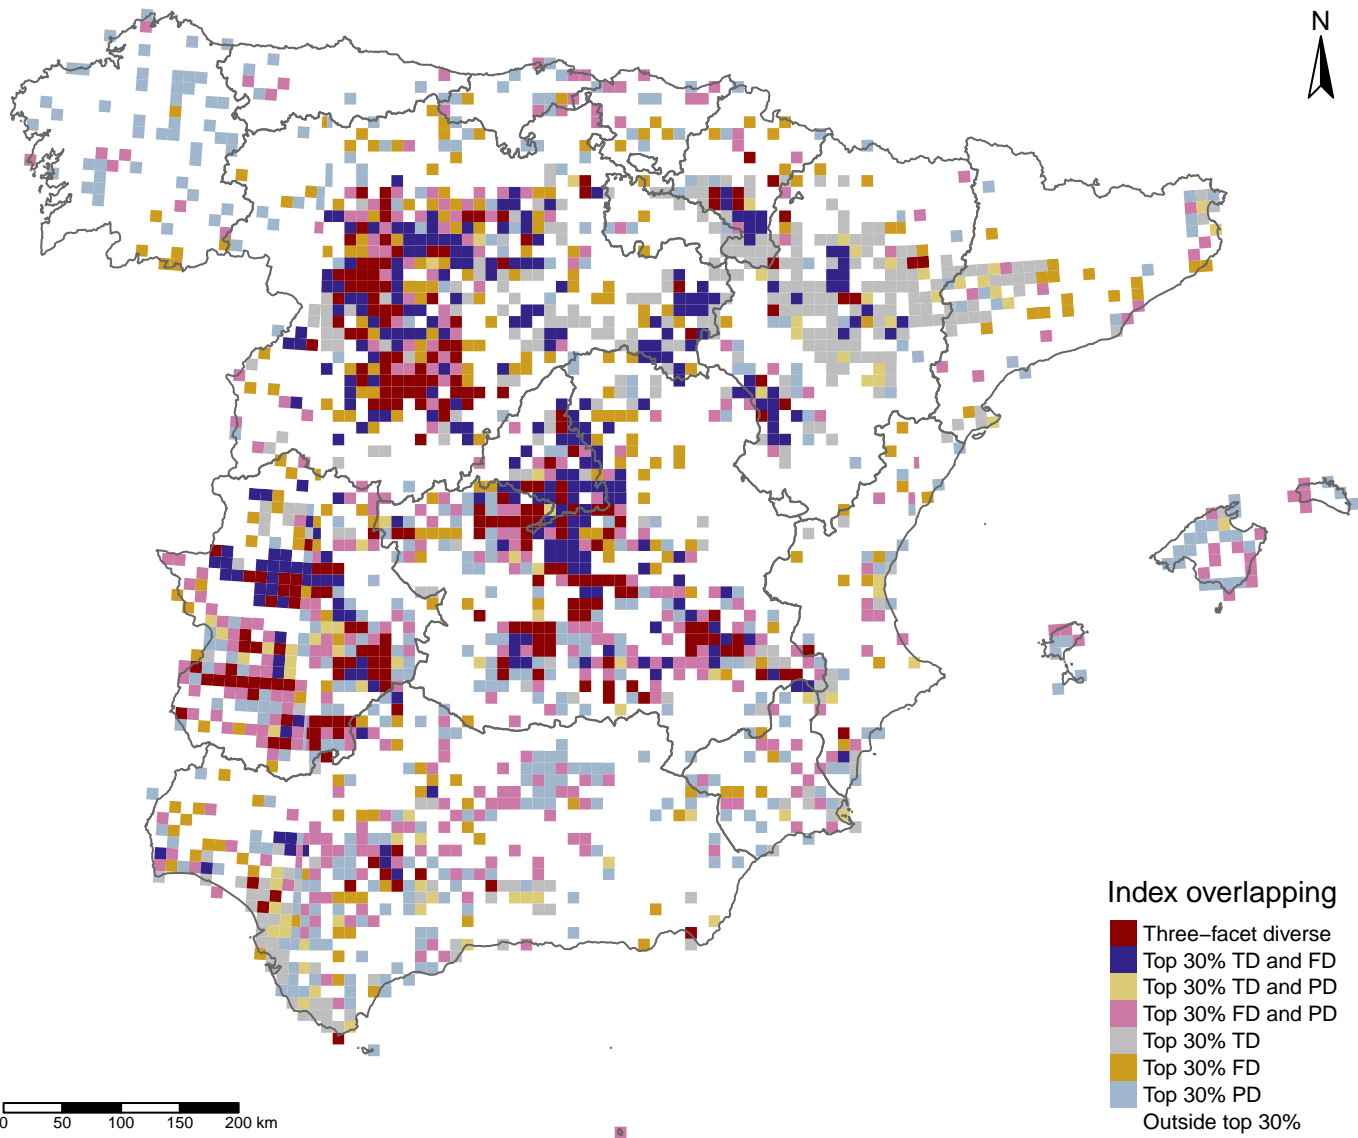 N
Index overlapping
Three−facet diverse
Top 30% TD and FD
Top 30% TD and PD
Top 30% FD and PD
Top 30% TD
Top 30% FD
Top 30% PD
Outside top 30%
0 50 100 150 200 km